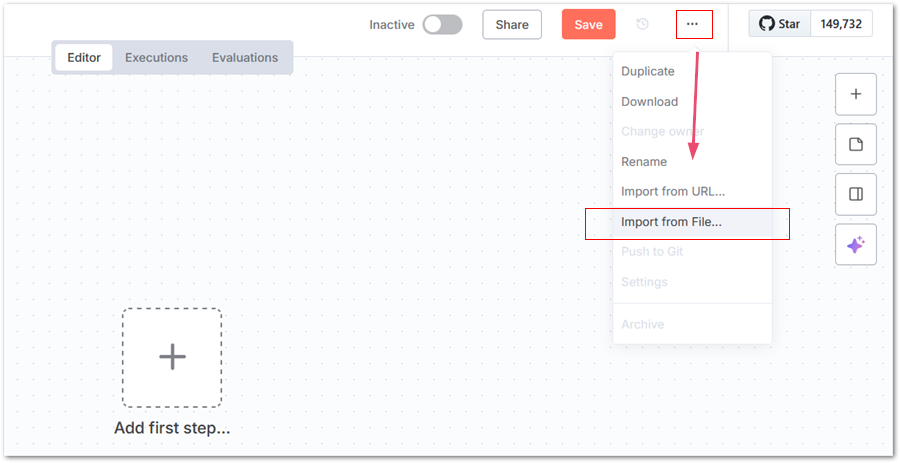 Inactive
Share
Save
...
Star
149,732
Editor
Executions
Evaluations
Duplicate
Download
Change owner
Rename
Import from URL...
Import from File...
Push to Git
Settings
Archive
Add first step...